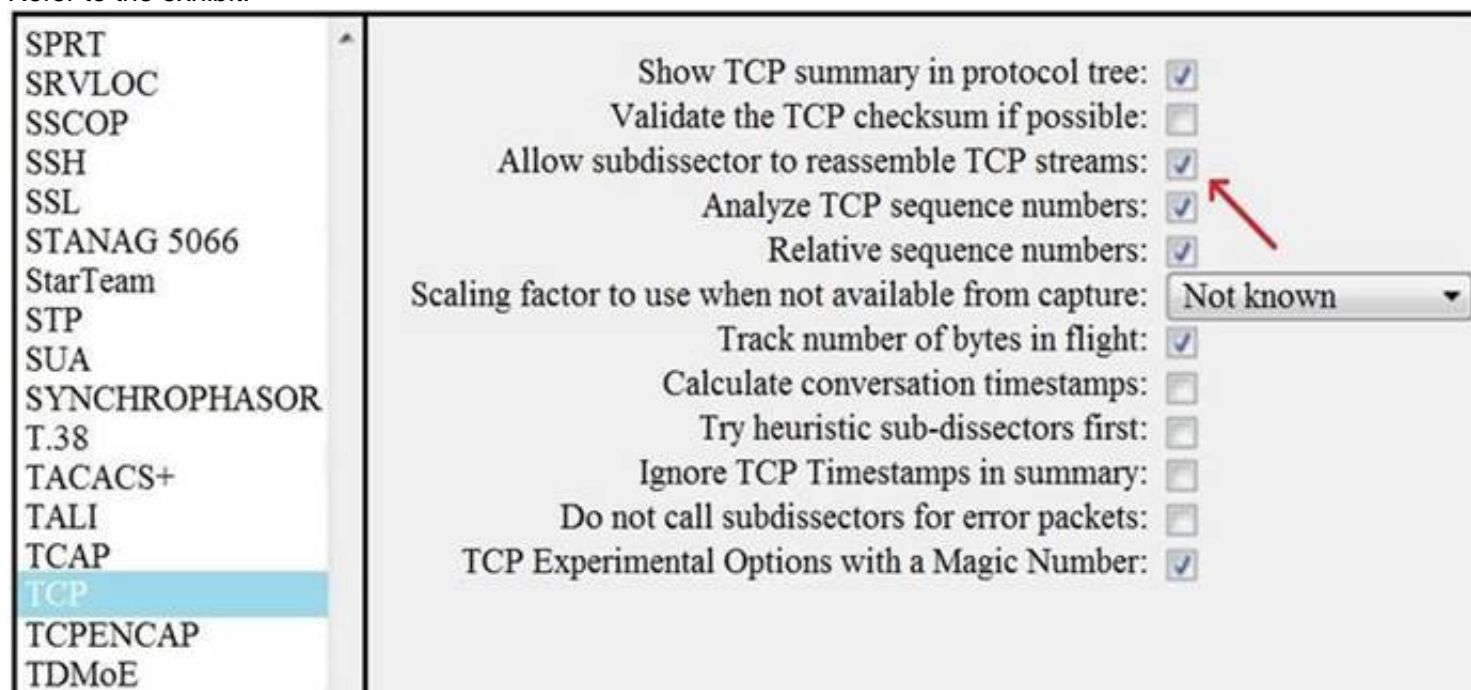 Refer to the exhibit.
SPRT
SRVLOC
SSCOP
SSH
SSL
STANAG 5066
StarTeam
STP
SUA
SYNCHROPHASOR
T.38
TACACS+
TALI
TCAP
TCP
TCPENCAP
TDMoE
Show TCP summary in protocol tree:
Validate the TCP checksum if possible:
Allow subdissector to reassemble TCP streams:
Analyze TCP sequence numbers:
Relative sequence numbers:
Scaling factor to use when not available from capture: Not known
Track number of bytes in flight:
Calculate conversation timestamps:
Try heuristic sub-dissectors first:
Ignore TCP Timestamps in summary:
Do not call subdissectors for error packets:
TCP Experimental Options with a Magic Number: